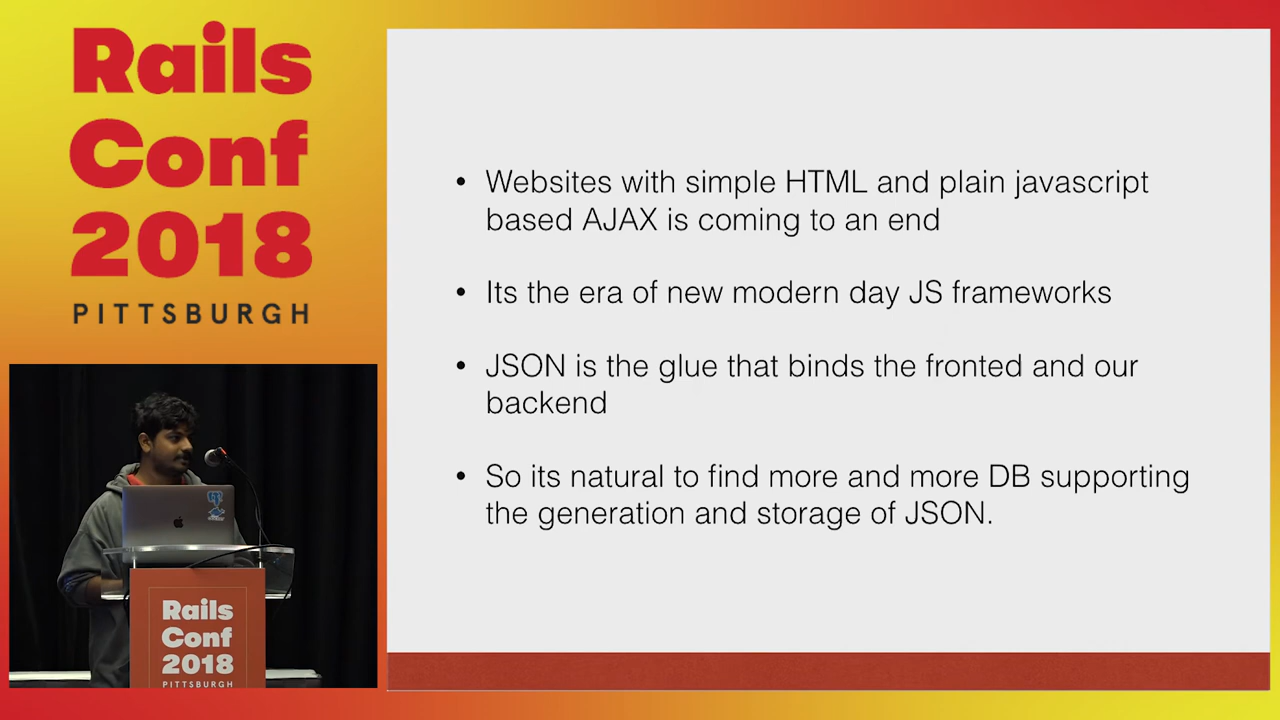 Rails
Conf
2018
PITTSBURGH
• Websites with simple HTML and plain javascript
based AJAX is coming to an end
• Its the era of new modern day JS frameworks
• JSON is the glue that binds the fronted and our
backend
• So its natural to find more and more DB supporting
the generation and storage of JSON.
Rails
Conf
2018
PITTSBURGH